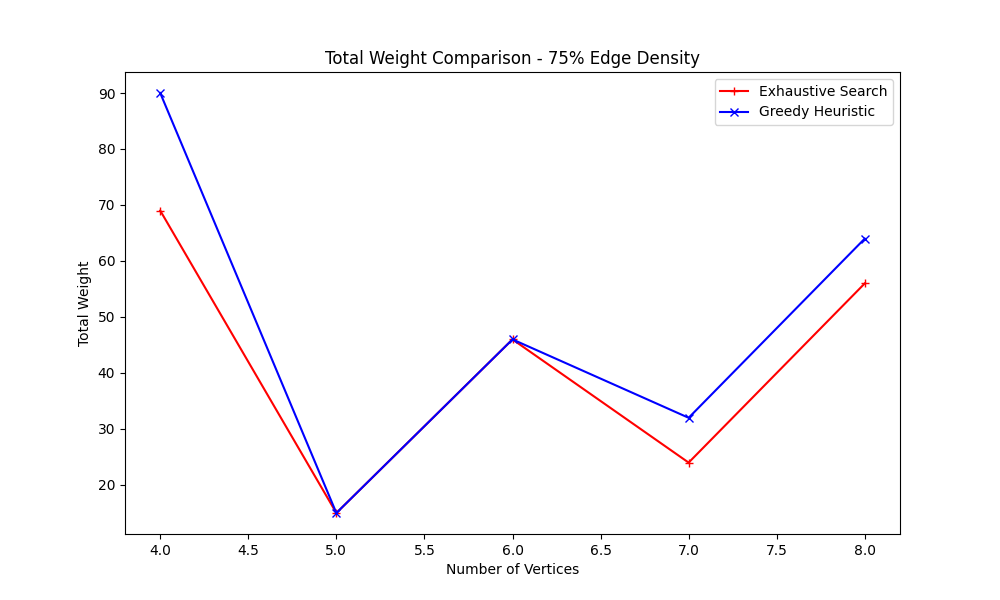 Total Weight Comparison - 75% Edge Density
Exhaustive Search
Greedy Heuristic
Total Weight
90
80
70
60
50
40
30
20
4.0 4.5 5.0 5.5 6.0 6.5 7.0 7.5 8.0
Number of Vertices